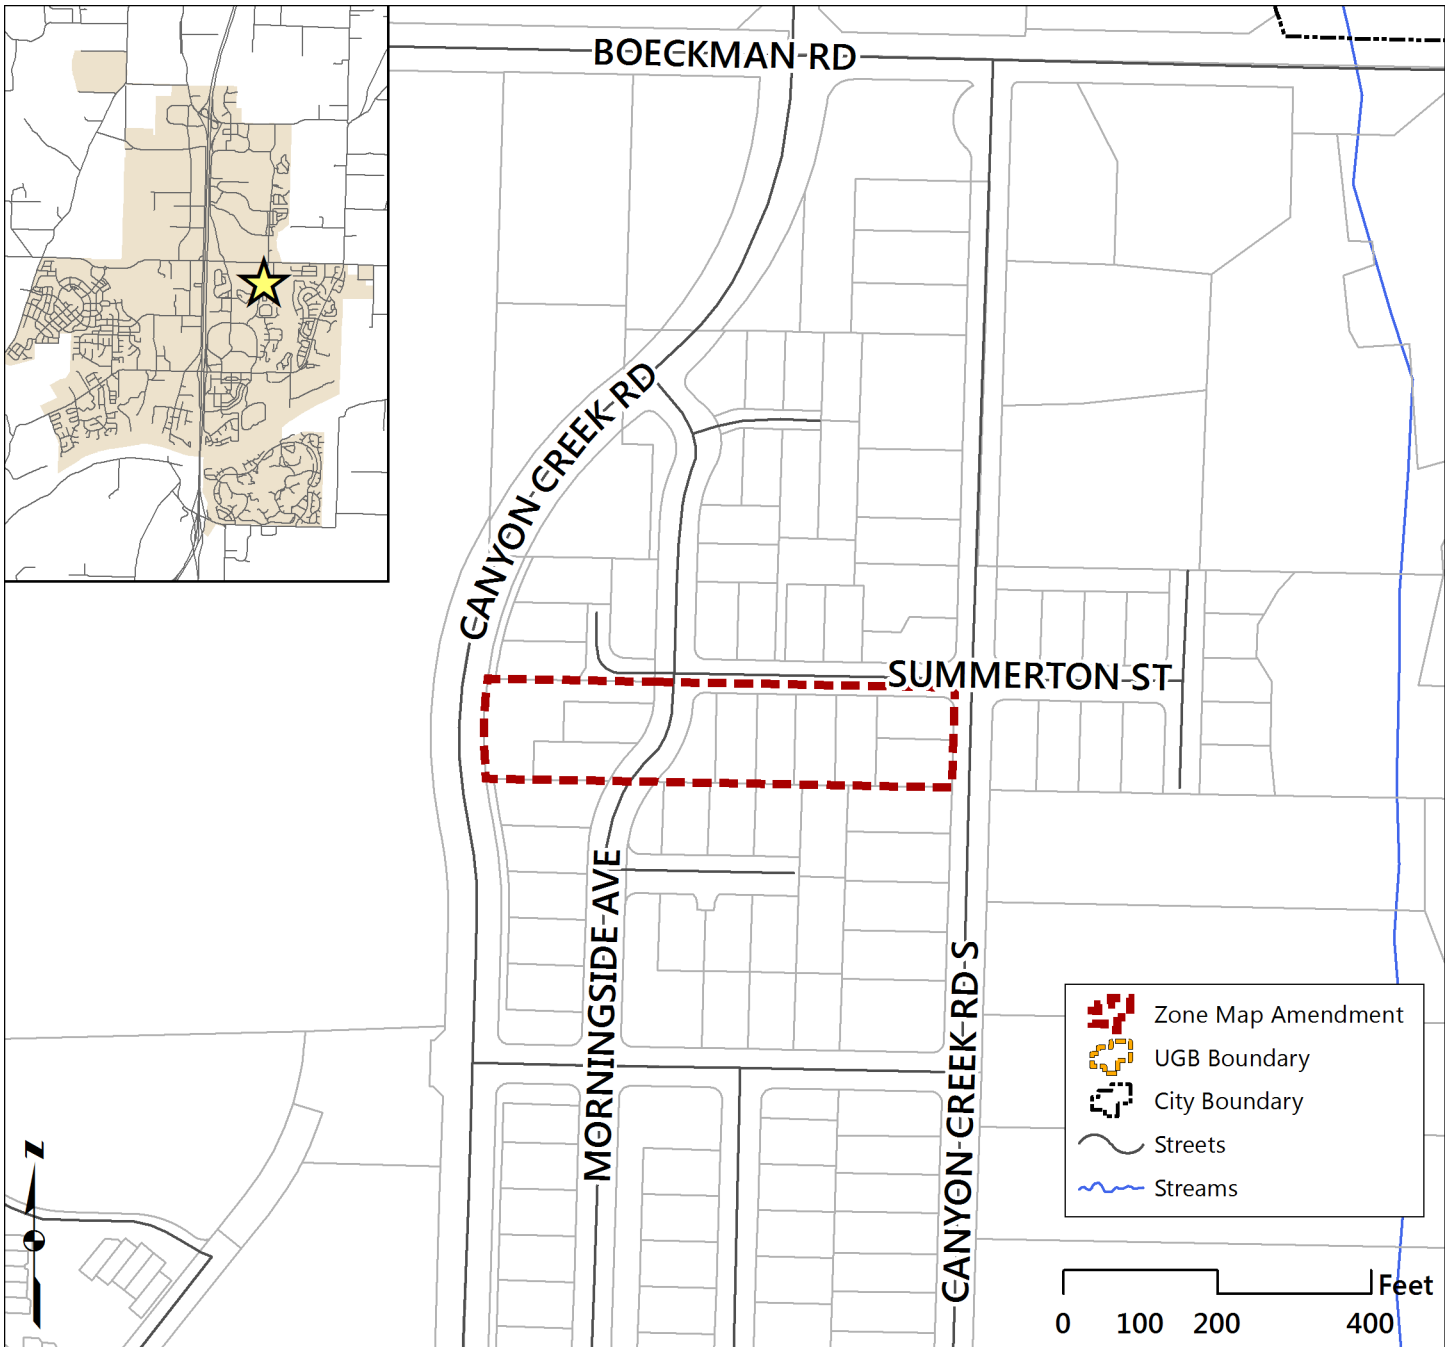 BOECKMAN RD
CANYON CREEK RD
SUMMERTON ST
MORNINGSIDE AVE
CANYON CREEK RD S
Zone Map Amendment
UGB Boundary
City Boundary
Streets
Streams
N
Feet
0 100 200 400